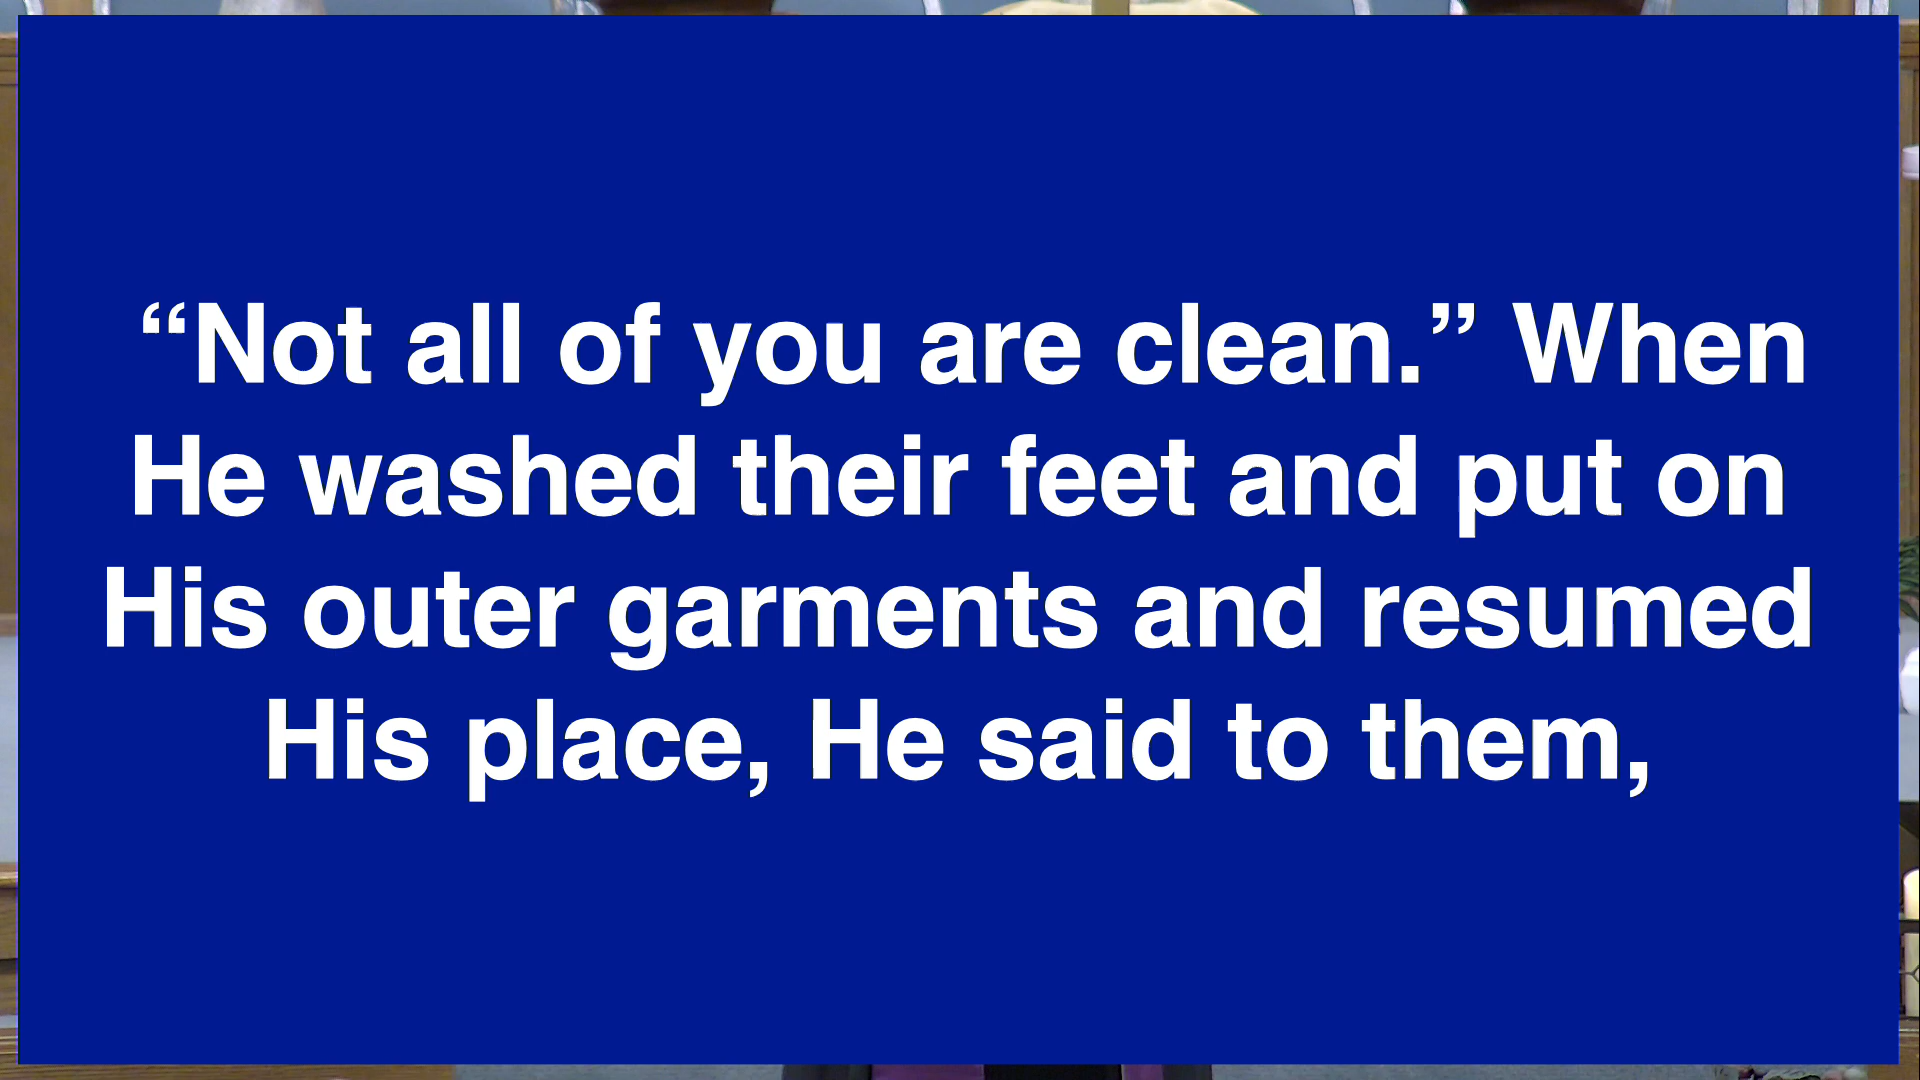 “Not all of you are clean.” When
He washed their feet and put on
His outer garments and resumed
His place, He said to them,